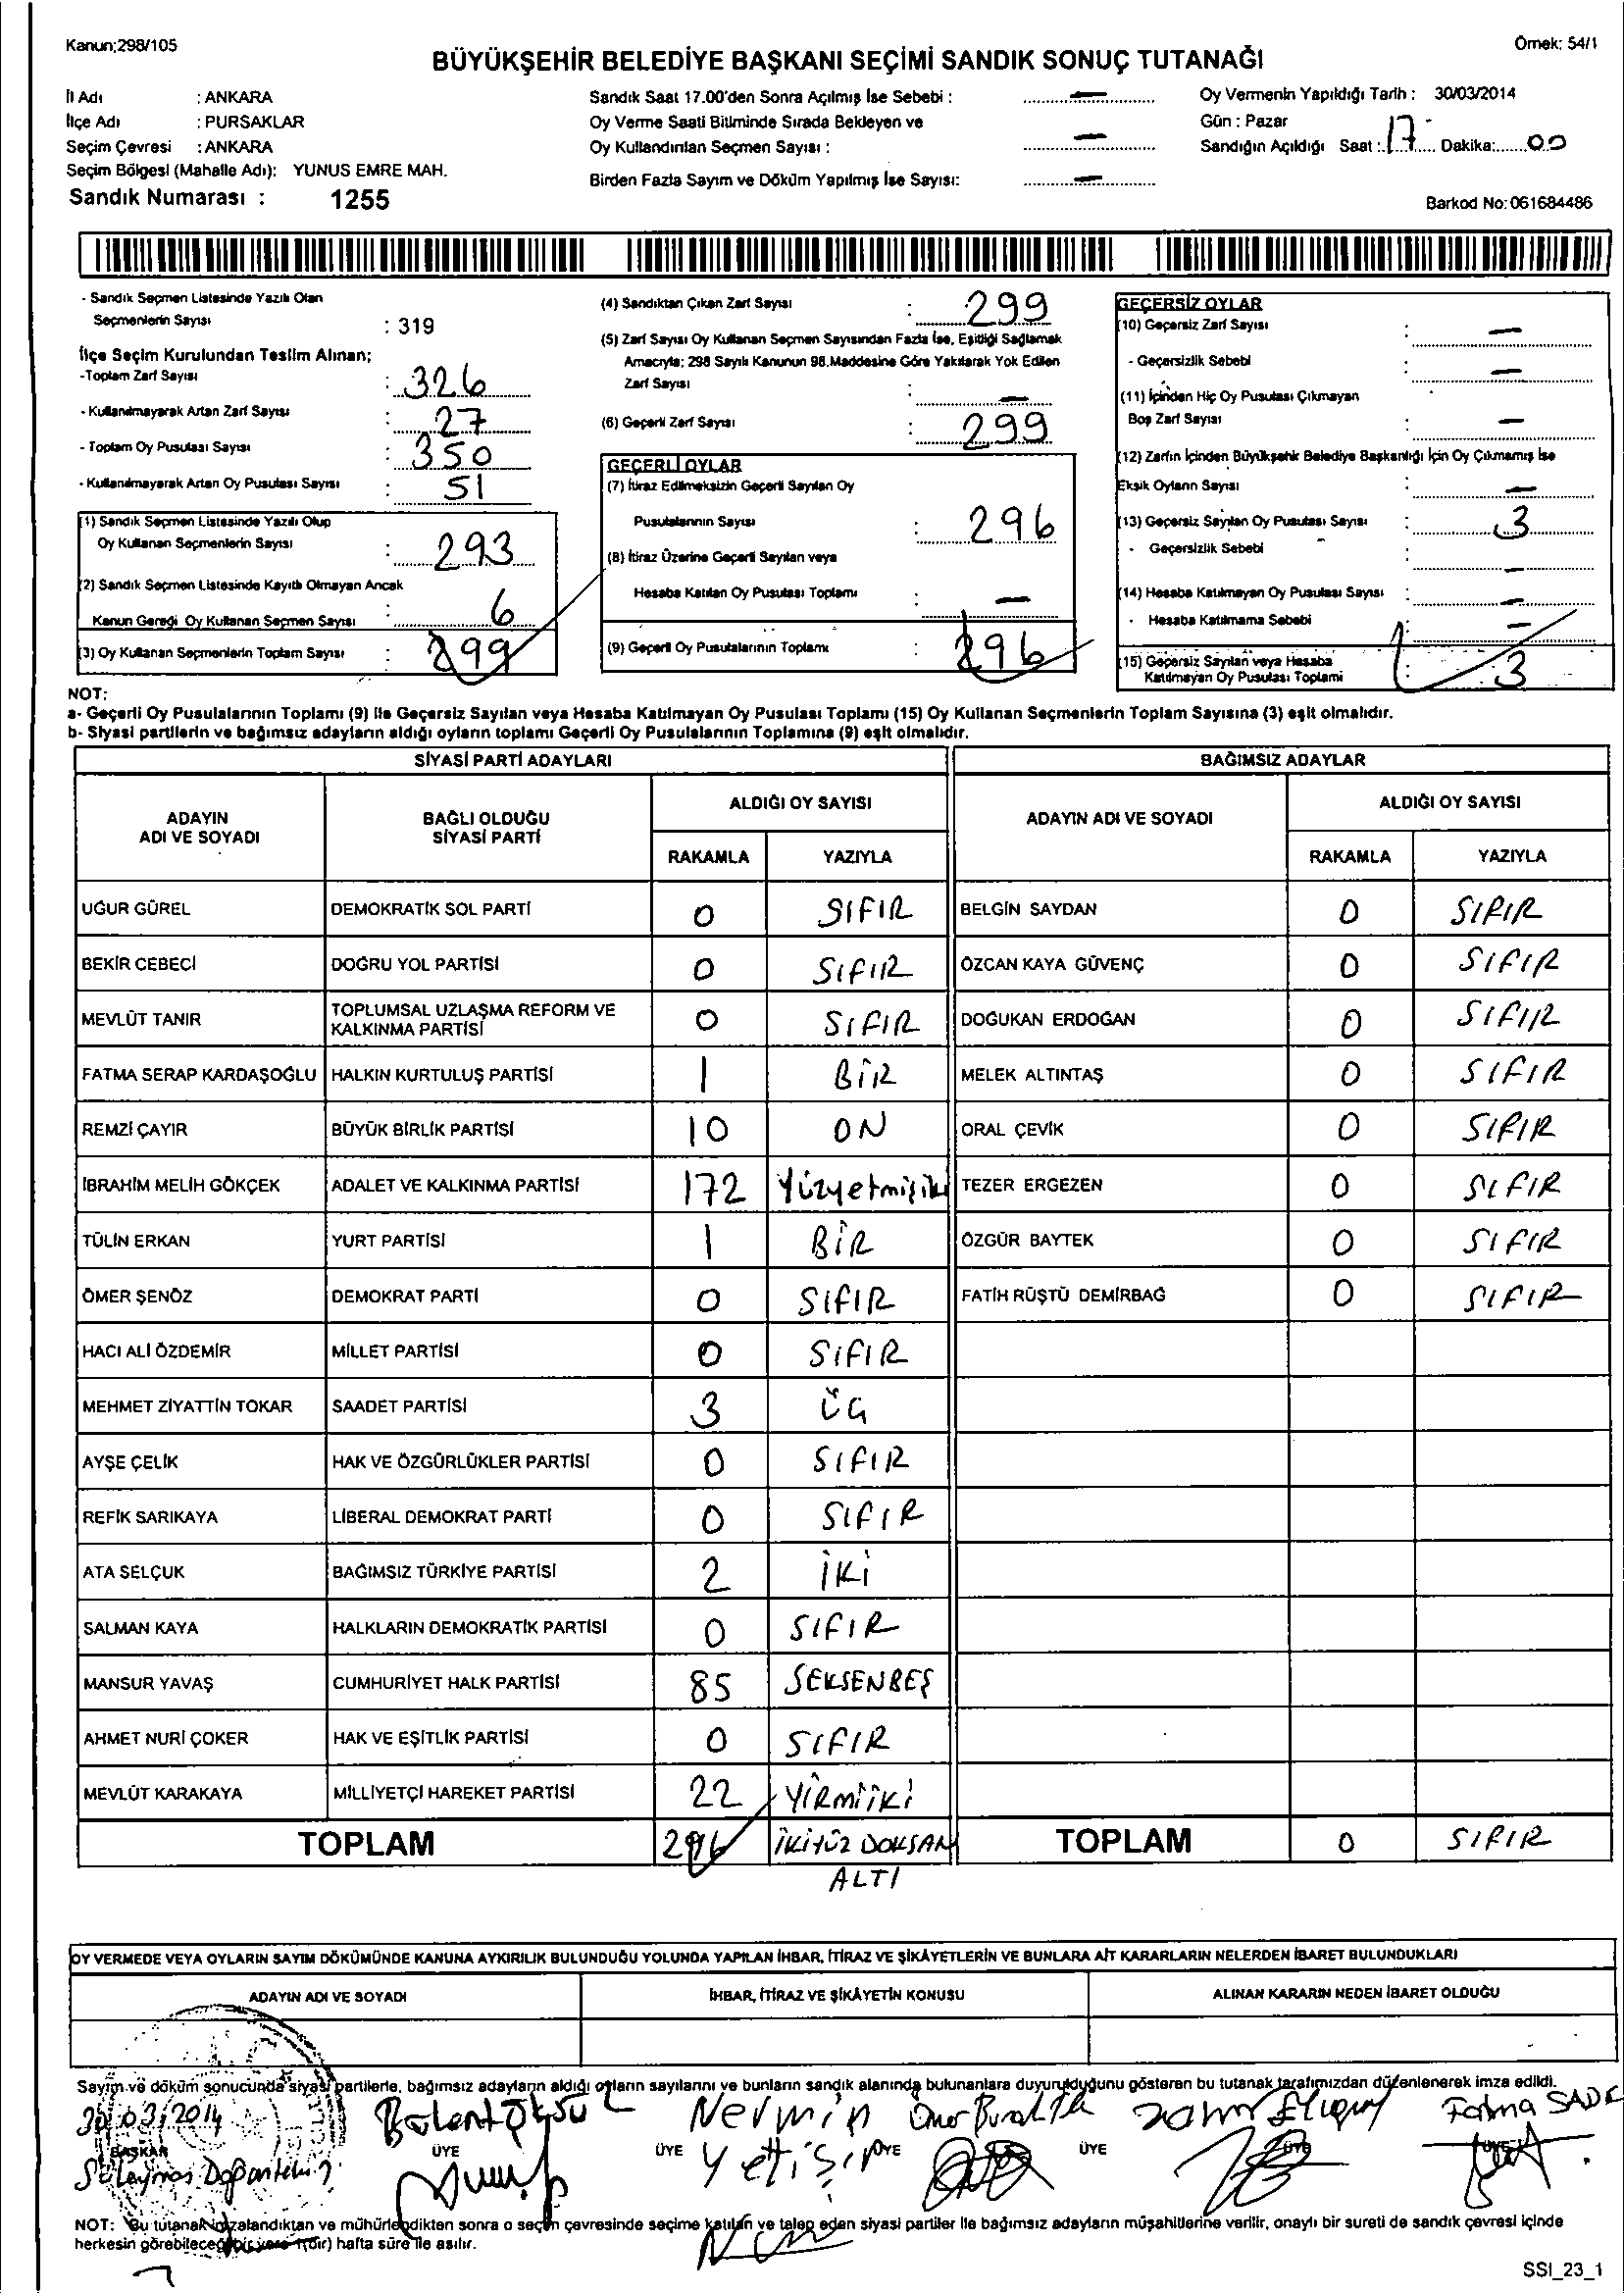 Kanun;298/105
Örnek: 54/1
BÜYÜKŞEHİR BELEDİYE BAŞKANI SEÇİMİ SANDIK SONUÇ TUTANAĞI
İl Adı : ANKARA
İlçe Adı : PURSAKLAR
Seçim Çevresi : ANKARA
Seçim Bölgesi (Mahalle Adı): YUNUS EMRE MAH.
Sandık Numarası : 1255
Sandık Saat 17.00'den Sonra Açılmış İse Sebebi : —
Oy Verme Saati Bitiminde Sırada Bekleyen ve
Oy Kullandırılan Seçmen Sayısı : —
Birden Fazla Sayım ve Döküm Yapılmış İse Sayısı: —
Oy Vermenin Yapıldığı Tarih : 30/03/2014
Gün : Pazar
Sandığın Açıldığı Saat : 17 Dakika: 00
Barkod No: 061684486
- Sandık Seçmen Listesinde Yazılı Olan
Seçmenlerin Sayısı : 319
İlçe Seçim Kurulundan Teslim Alınan;
-Toplam Zarf Sayısı : 326
- Kullanılmayarak Artan Zarf Sayısı : 27
- Toplam Oy Pusulası Sayısı : 350
- Kullanılmayarak Artan Oy Pusulası Sayısı : 51
(1) Sandık Seçmen Listesinde Yazılı Olup
Oy Kullanan Seçmenlerin Sayısı : 293
(2) Sandık Seçmen Listesinde Kayıtlı Olmayan Ancak
Kanun Gereği Oy Kullanan Seçmen Sayısı : 6
(3) Oy Kullanan Seçmenlerin Toplam Sayısı : 299
(4) Sandıktan Çıkan Zarf Sayısı : 299
(5) Zarf Sayısı Oy Kullanan Seçmen Sayısından Fazla İse, Eşitliği Sağlamak
Amacıyla; 298 Sayılı Kanunun 98.Maddesine Göre Yakılarak Yok Edilen
Zarf Sayısı : —
(6) Geçerli Zarf Sayısı : 299
GEÇERLİ OYLAR
(7) İtiraz Edilmeksizin Geçerli Sayılan Oy
Pusulalarının Sayısı : 296
(8) İtiraz Üzerine Geçerli Sayılan veya
Hesaba Katılan Oy Pusulası Toplamı : —
(9) Geçerli Oy Pusulalarının Toplamı : 296
GEÇERSİZ OYLAR
(10) Geçersiz Zarf Sayısı : —
- Geçersizlik Sebebi : —
(11) İçinden Hiç Oy Pusulası Çıkmayan
Boş Zarf Sayısı : —
(12) Zarfın İçinden Büyükşehir Belediye Başkanlığı İçin Oy Çıkmamış İse
Eksik Oyların Sayısı : —
(13) Geçersiz Sayılan Oy Pusulası Sayısı : 3
- Geçersizlik Sebebi : —
(14) Hesaba Katılmayan Oy Pusulası Sayısı : —
- Hesaba Katılmama Sebebi : —
(15) Geçersiz Sayılan veya Hesaba
Katılmayan Oy Pusulası Toplamı : 3
NOT:
a- Geçerli Oy Pusulalarının Toplamı (9) ile Geçersiz Sayılan veya Hesaba Katılmayan Oy Pusulası Toplamı (15) Oy Kullanan Seçmenlerin Toplam Sayısına (3) eşit olmalıdır.
b- Siyasi partilerin ve bağımsız adayların aldığı oyların toplamı Geçerli Oy Pusulalarının Toplamına (9) eşit olmalıdır.
SİYASİ PARTİ ADAYLARI BAĞIMSIZ ADAYLAR
ADAYIN ADI VE SOYADI
BAĞLI OLDUĞU SİYASİ PARTİ
ALDIĞI OY SAYISI
RAKAMLA YAZIYLA
ADAYIN ADI VE SOYADI
ALDIĞI OY SAYISI
RAKAMLA YAZIYLA
UĞUR GÜREL DEMOKRATİK SOL PARTİ 0 SIFIR BELGİN SAYDAN 0 SIFIR
BEKİR CEBECİ DOĞRU YOL PARTİSİ 0 SIFIR ÖZCAN KAYA GÜVENÇ 0 SIFIR
MEVLÜT TANIR TOPLUMSAL UZLAŞMA REFORM VE KALKINMA PARTİSİ 0 SIFIR DOĞUKAN ERDOĞAN 0 SIFIR
FATMA SERAP KARDAŞOĞLU HALKIN KURTULUŞ PARTİSİ 1 BİR MELEK ALTINTAŞ 0 SIFIR
REMZİ ÇAYIR BÜYÜK BİRLİK PARTİSİ 10 ON ORAL ÇEVİK 0 SIFIR
İBRAHİM MELİH GÖKÇEK ADALET VE KALKINMA PARTİSİ 172 Yüzyetmişiki TEZER ERGEZEN 0 SIFIR
TÜLİN ERKAN YURT PARTİSİ 1 BİR ÖZGÜR BAYTEK 0 SIFIR
ÖMER ŞENÖZ DEMOKRAT PARTİ 0 SIFIR FATİH RÜŞTÜ DEMİRBAĞ 0 SIFIR
HACI ALİ ÖZDEMİR MİLLET PARTİSİ 0 SIFIR
MEHMET ZİYATTİN TOKAR SAADET PARTİSİ 3 ÜÇ
AYŞE ÇELİK HAK VE ÖZGÜRLÜKLER PARTİSİ 0 SIFIR
REFİK SARIKAYA LİBERAL DEMOKRAT PARTİ 0 SIFIR
ATA SELÇUK BAĞIMSIZ TÜRKİYE PARTİSİ 2 İKİ
SALMAN KAYA HALKLARIN DEMOKRATİK PARTİSİ 0 SIFIR
MANSUR YAVAŞ CUMHURİYET HALK PARTİSİ 85 SEKSENBEŞ
AHMET NURİ ÇOKER HAK VE EŞİTLİK PARTİSİ 0 SIFIR
MEVLÜT KARAKAYA MİLLİYETÇİ HAREKET PARTİSİ 22 YİRMİİKİ
TOPLAM 296 İKİYÜZ DOKSAN ALTI TOPLAM 0 SIFIR
OY VERMEDE VEYA OYLARIN SAYIM DÖKÜMÜNDE KANUNA AYKIRILIK BULUNDUĞU YOLUNDA YAPILAN İHBAR, İTİRAZ VE ŞİKÂYETLERİN VE BUNLARA AİT KARARLARIN NELERDEN İBARET BULUNDUKLARI
ADAYIN ADI VE SOYADI İHBAR, İTİRAZ VE ŞİKÂYETİN KONUSU ALINAN KARARIN NEDEN İBARET OLDUĞU
Sayım ve döküm sonucunda siyasi partilerle, bağımsız adayların aldığı oyların sayılarını ve bunların sandık alanında bulunanlara duyurulduğunu gösteren bu tutanak tarafımızdan düzenlenerek imza edildi.
30.03/2014 Nermin Fatma SADE
BAŞKAN ÜYE ÜYE Yetişir ÜYE ÜYE ÜYE ÜYE
Süleyman
NOT: Bu tutanak imzalandıktan ve mühürlendikten sonra o seçim çevresinde seçime katılan ve talep eden siyasi partiler ile bağımsız adayların müşahitlerine verilir, onaylı bir sureti de sandık çevresi içinde
herkesin görebileceği bir yere 1(bir) hafta süre ile asılır.
SSI_23_1